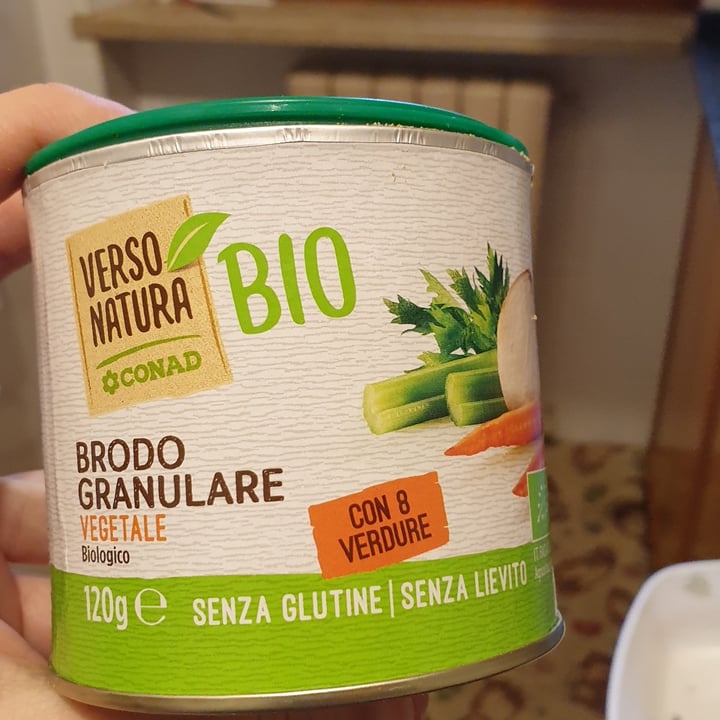 VERSO
NATURA
CONAD
BIO
BRODO
GRANULARE
VEGETALE
Biologico
CON 8
VERDURE
120g ℮
SENZA GLUTINE | SENZA LIEVITO